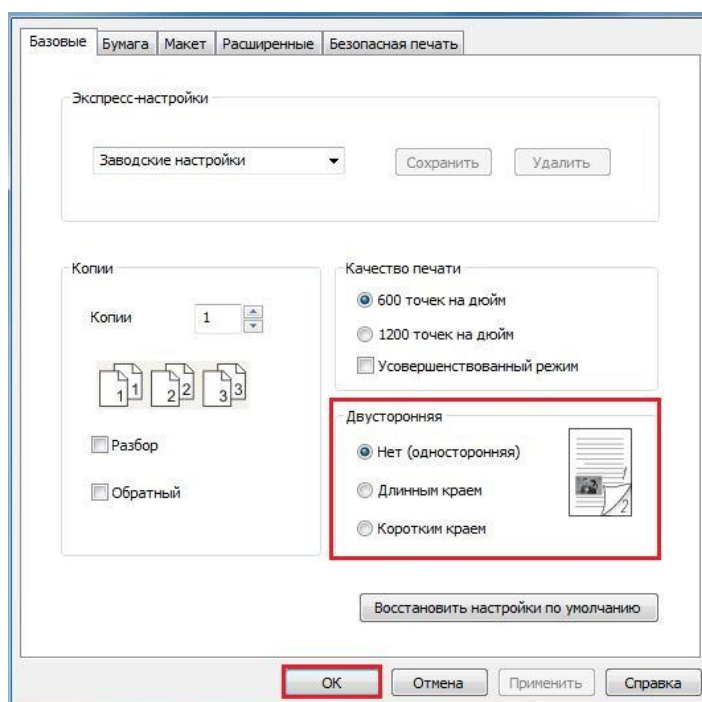 Базовые Бумага Макет Расширенные Безопасная печать
Экспресс-настройки
Заводские настройки Сохранить Удалить
Копии
Копии 1
1 1 2 2 3 3
Разбор
Обратный
Качество печати
600 точек на дюйм
1200 точек на дюйм
Усовершенствованный режим
Двусторонняя
Нет (односторонняя)
Длинным краем
Коротким краем
1
2
Восстановить настройки по умолчанию
ОК Отмена Применить Справка